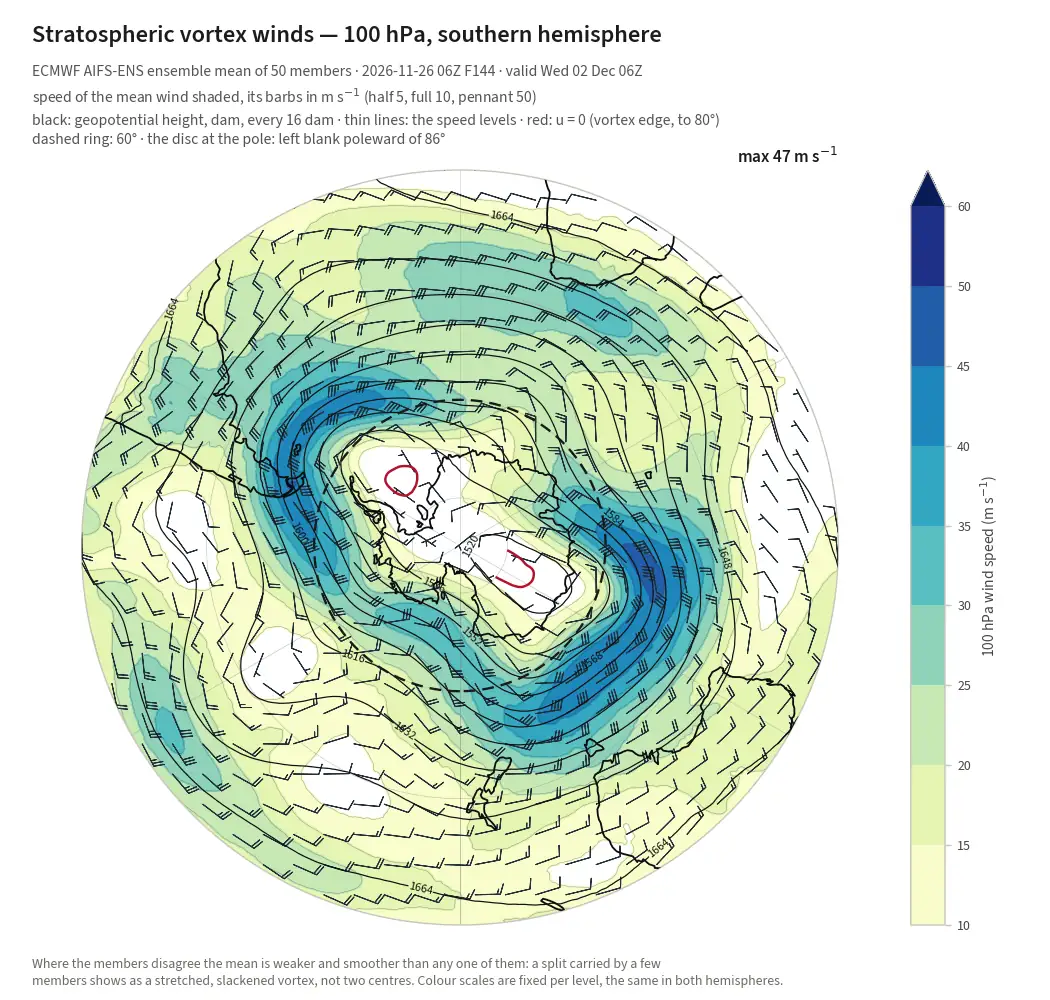 Stratospheric vortex winds — 100 hPa, southern hemisphere
ECMWF AIFS-ENS ensemble mean of 50 members · 2026-11-26 06Z F144 · valid Wed 02 Dec 06Z
speed of the mean wind shaded, its barbs in m s⁻¹ (half 5, full 10, pennant 50)
black: geopotential height, dam, every 16 dam · thin lines: the speed levels · red: u = 0 (vortex edge, to 80°)
dashed ring: 60° · the disc at the pole: left blank poleward of 86°
max 47 m s⁻¹
1664
1664
1584
1520
1648
1552
1568
1616
1632
1664
1664
60
50
45
40
35
30
25
20
15
10
100 hPa wind speed (m s⁻¹)
Where the members disagree the mean is weaker and smoother than any one of them: a split carried by a few
members shows as a stretched, slackened vortex, not two centres. Colour scales are fixed per level, the same in both hemispheres.